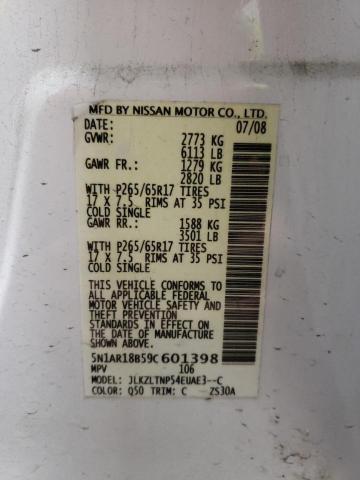 MFD BY NISSAN MOTOR CO., LTD.
DATE: 07/08
GVWR: 2773 KG
6113 LB
GAWR FR.: 1279 KG
2820 LB
WITH P265/65R17 TIRES
17 X 7.5 RIMS AT 35 PSI
COLD SINGLE
GAWR RR.: 1588 KG
3501 LB
WITH P265/65R17 TIRES
17 X 7.5 RIMS AT 35 PSI
COLD SINGLE
THIS VEHICLE CONFORMS TO
ALL APPLICABLE FEDERAL
MOTOR VEHICLE SAFETY AND
THEFT PREVENTION
STANDARDS IN EFFECT ON
THE DATE OF MANUFACTURE
SHOWN ABOVE.
5N1AR18B59C601398
MPV 106
MODEL: JLKZLTNP54EUAE3--C
COLOR: Q50 TRIM: C ZS30A